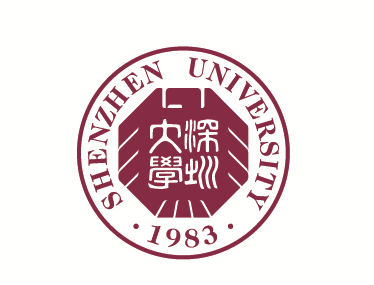 SHENZHEN UNIVERSITY
深圳
大學
· 1983 ·